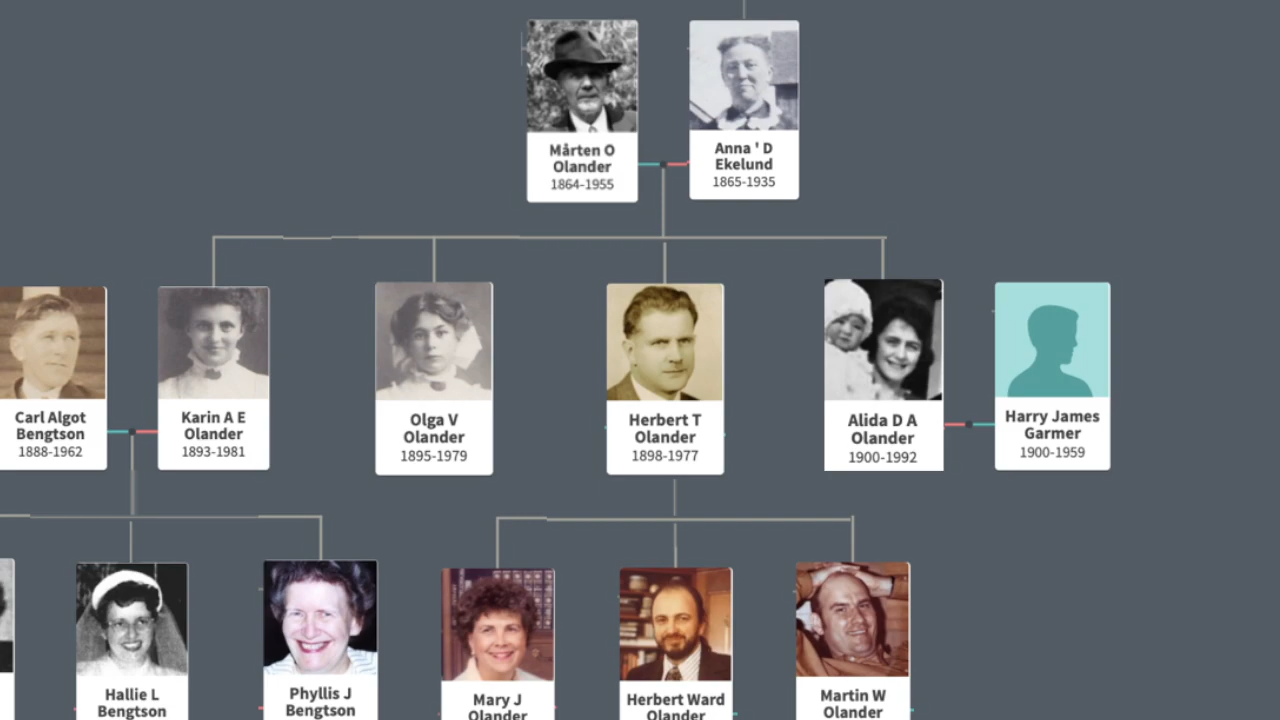 Mårten O
Olander
1864-1955
Anna ' D
Ekelund
1865-1935
Carl Algot
Bengtson
1888-1962
Karin A E
Olander
1893-1981
Olga V
Olander
1895-1979
Herbert T
Olander
1898-1977
Alida D A
Olander
1900-1992
Harry James
Garmer
1900-1959
Hallie L
Bengtson
Phyllis J
Bengtson
Mary J
Olander
Herbert Ward
Olander
Martin W
Olander